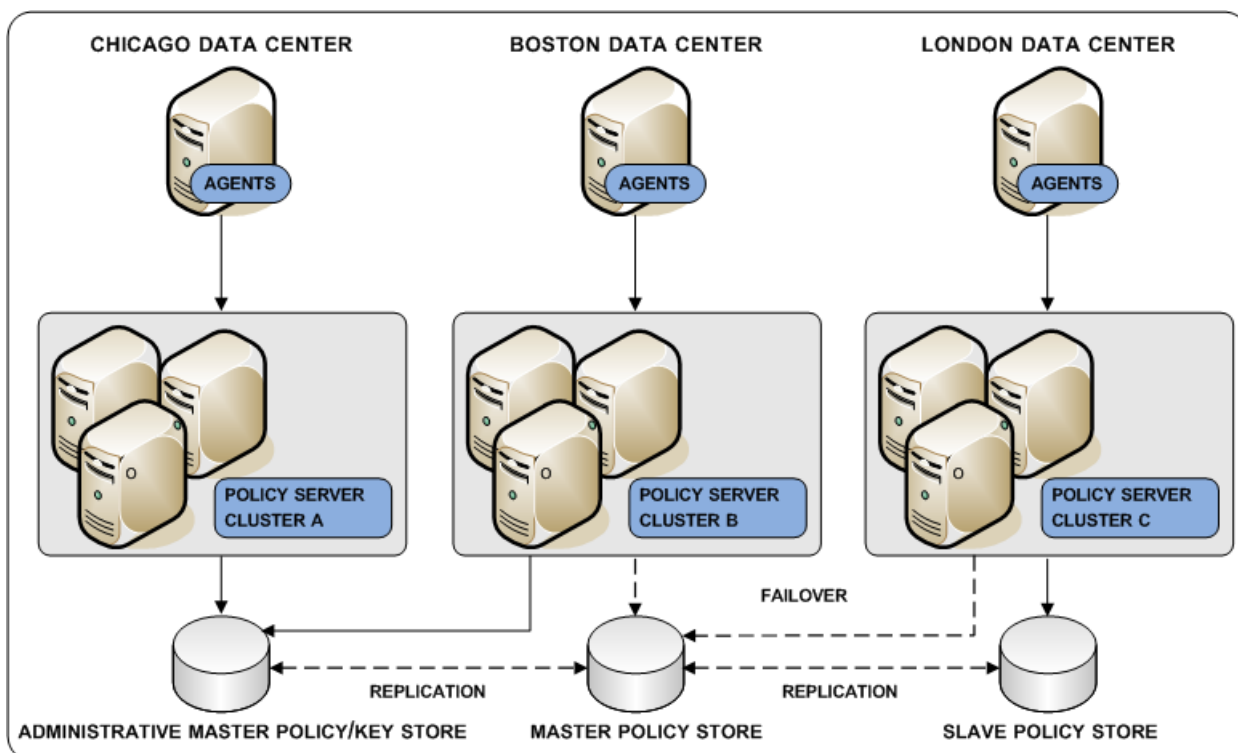 CHICAGO DATA CENTER
BOSTON DATA CENTER
LONDON DATA CENTER
AGENTS
AGENTS
AGENTS
POLICY SERVER
CLUSTER A
POLICY SERVER
CLUSTER B
POLICY SERVER
CLUSTER C
FAILOVER
REPLICATION
REPLICATION
ADMINISTRATIVE MASTER POLICY/KEY STORE
MASTER POLICY STORE
SLAVE POLICY STORE